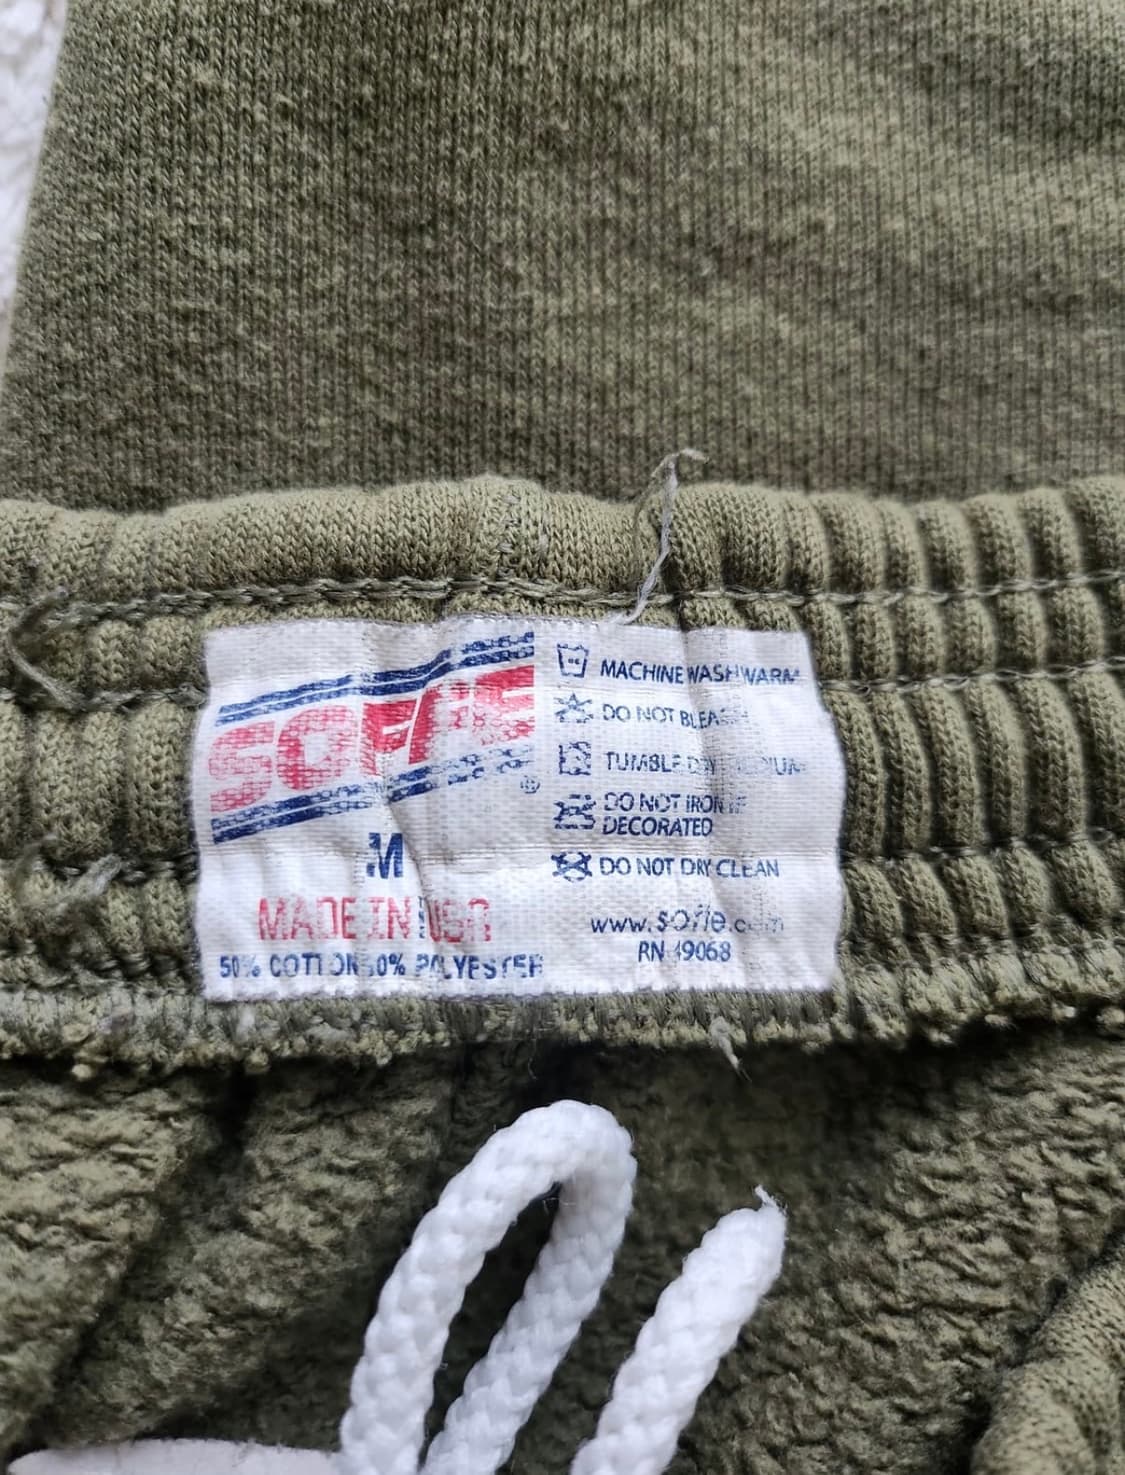 SOFFE
®
M
MADE IN USA
50% COTTON 50% POLYESTER
MACHINE WASH WARM
DO NOT BLEACH
TUMBLE DRY MEDIUM
DO NOT IRON IF
DECORATED
DO NOT DRY CLEAN
www.soffe.com
RN 49068